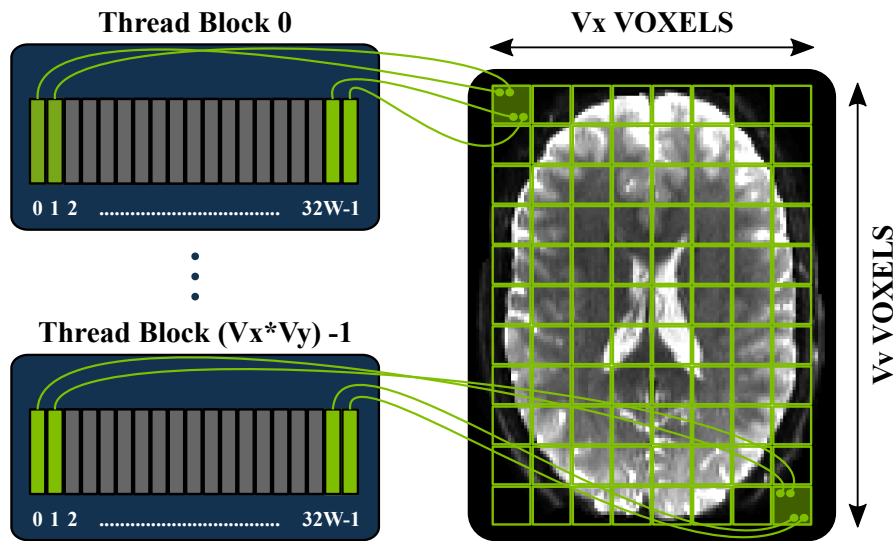 Thread Block 0
Vx VOXELS
0 1 2 ................................... 32W-1
Vy VOXELS
Thread Block (Vx*Vy) -1
0 1 2 ................................... 32W-1